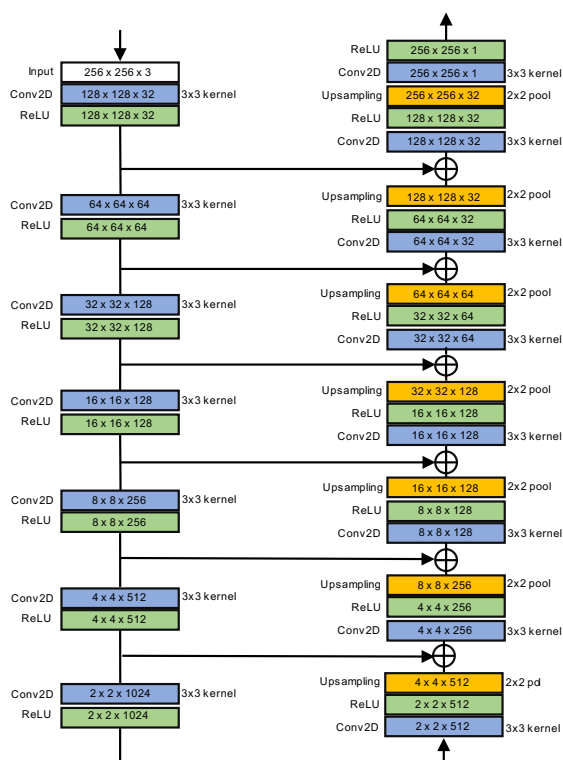 Input 256 x 256 x 3
Conv2D 128 x 128 x 32 3x3 kernel
ReLU 128 x 128 x 32
Conv2D 64 x 64 x 64 3x3 kernel
ReLU 64 x 64 x 64
Conv2D 32 x 32 x 128 3x3 kernel
ReLU 32 x 32 x 128
Conv2D 16 x 16 x 128 3x3 kernel
ReLU 16 x 16 x 128
Conv2D 8 x 8 x 256 3x3 kernel
ReLU 8 x 8 x 256
Conv2D 4 x 4 x 512 3x3 kernel
ReLU 4 x 4 x 512
Conv2D 2 x 2 x 1024 3x3 kernel
ReLU 2 x 2 x 1024
ReLU 256 x 256 x 1
Conv2D 256 x 256 x 1 3x3 kernel
Upsampling 256 x 256 x 32 2x2 pool
ReLU 128 x 128 x 32
Conv2D 128 x 128 x 32 3x3 kernel
Upsampling 128 x 128 x 32 2x2 pool
ReLU 64 x 64 x 32
Conv2D 64 x 64 x 32 3x3 kernel
Upsampling 64 x 64 x 64 2x2 pool
ReLU 32 x 32 x 64
Conv2D 32 x 32 x 64 3x3 kernel
Upsampling 32 x 32 x 128 2x2 pool
ReLU 16 x 16 x 128
Conv2D 16 x 16 x 128 3x3 kernel
Upsampling 16 x 16 x 128 2x2 pool
ReLU 8 x 8 x 128
Conv2D 8 x 8 x 128 3x3 kernel
Upsampling 8 x 8 x 256 2x2 pool
ReLU 4 x 4 x 256
Conv2D 4 x 4 x 256 3x3 kernel
Upsampling 4 x 4 x 512 2x2 pol
ReLU 2 x 2 x 512
Conv2D 2 x 2 x 512 3x3 kernel